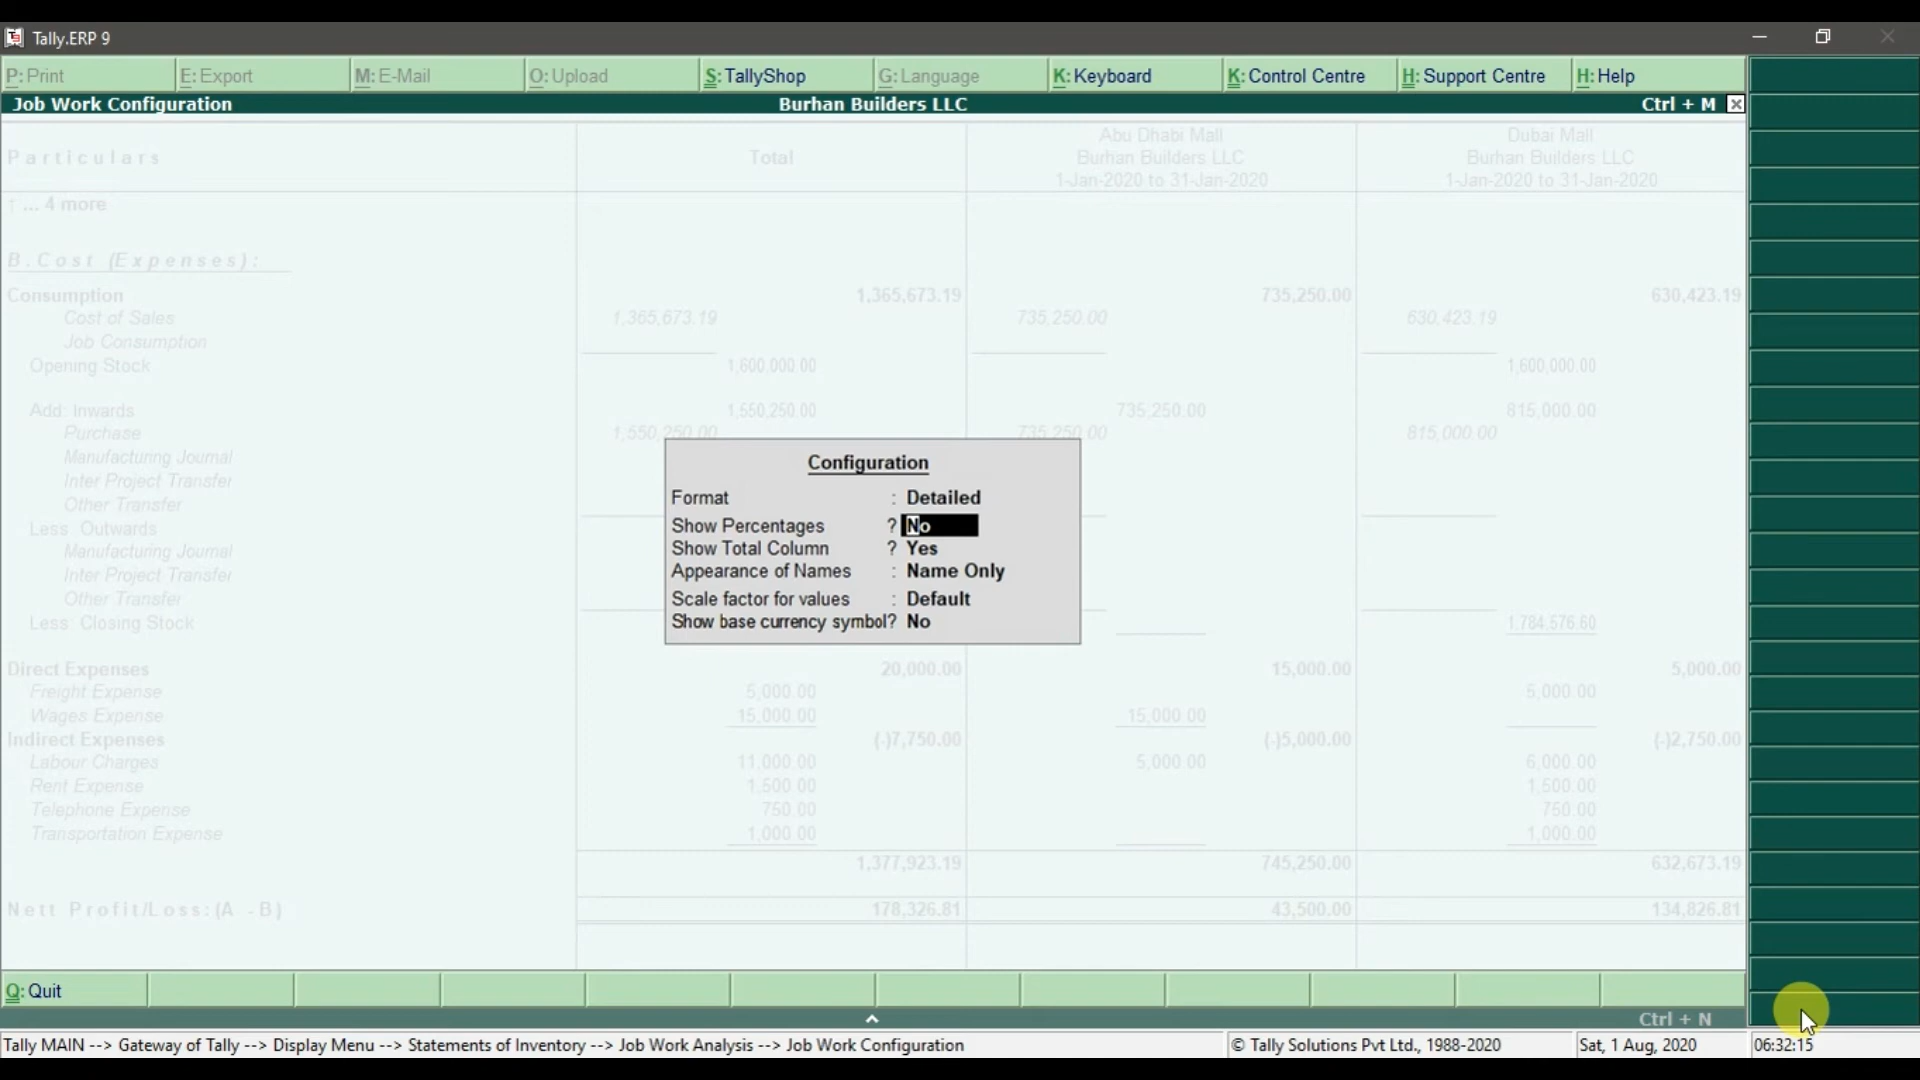 Tally.ERP 9
P: Print E: Export M: E-Mail O: Upload S: TallyShop G: Language K: Keyboard K: Control Centre H: Support Centre H: Help
Job Work Configuration Burhan Builders LLC Ctrl + M
Particulars Total Abu Dhabi Mall Dubai Mall
Burhan Builders LLC Burhan Builders LLC
1-Jan-2020 to 31-Jan-2020 1-Jan-2020 to 31-Jan-2020
↑ ... 4 more
B.Cost (Expenses):
Consumption 1,365,673.19 735,250.00 630,423.19
Cost of Sales 1,365,673.19 735,250.00 630,423.19
Job Consumption
Opening Stock 1,600,000.00 1,600,000.00
Add: Inwards 1,550,250.00 735,250.00 815,000.00
Purchase 1,550,250.00 735,250.00 815,000.00
Manufacturing Journal
Inter Project Transfer
Other Transfer
Less: Outwards
Manufacturing Journal
Inter Project Transfer
Other Transfer
Less: Closing Stock 1,784,576.60
Direct Expenses 20,000.00 15,000.00 5,000.00
Freight Expense 5,000.00 5,000.00
Wages Expense 15,000.00 15,000.00
Indirect Expenses (-)7,750.00 (-)5,000.00 (-)2,750.00
Labour Charges 11,000.00 5,000.00 6,000.00
Rent Expense 1,500.00 1,500.00
Telephone Expense 750.00 750.00
Transportation Expense 1,000.00 1,000.00
1,377,923.19 745,250.00 632,673.19
Nett Profit/Loss:(A - B) 178,326.81 43,500.00 134,826.81
Configuration
Format : Detailed
Show Percentages ? No
Show Total Column ? Yes
Appearance of Names : Name Only
Scale factor for values : Default
Show base currency symbol? No
Q: Quit
Ctrl + N
Tally MAIN --> Gateway of Tally --> Display Menu --> Statements of Inventory --> Job Work Analysis --> Job Work Configuration © Tally Solutions Pvt Ltd., 1988-2020 Sat, 1 Aug, 2020 06:32:15